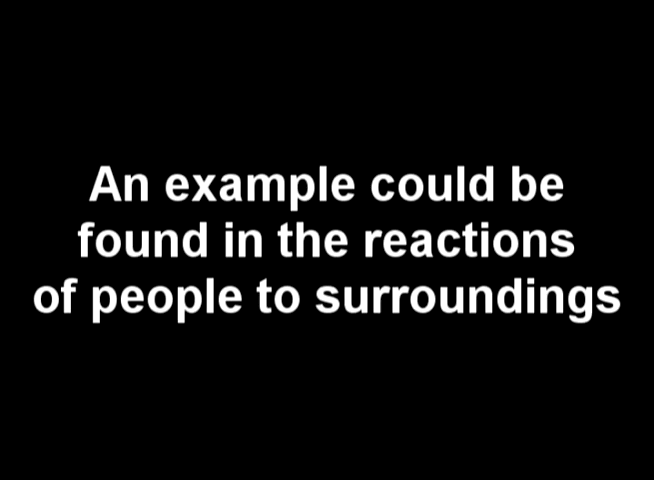 An example could be
found in the reactions
of people to surroundings